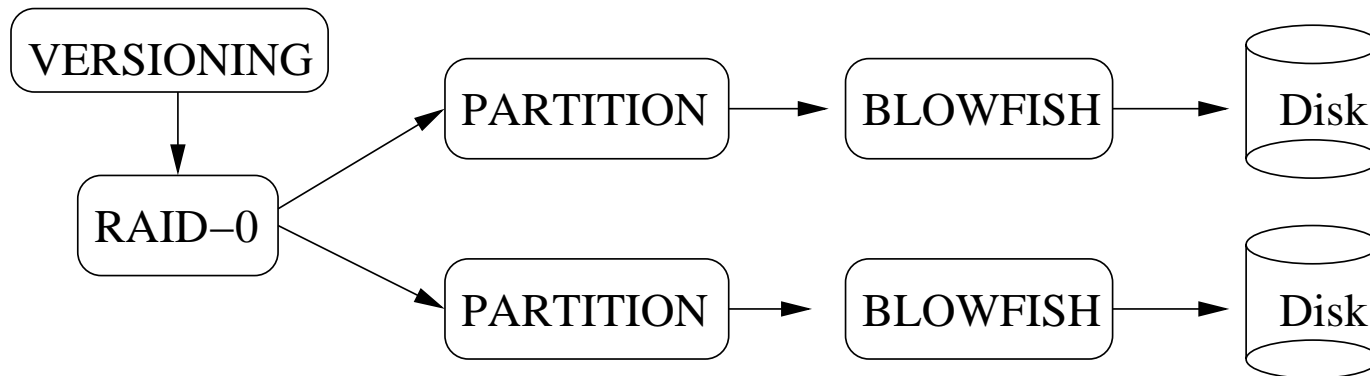 VERSIONING
RAID–0
PARTITION
BLOWFISH
Disk
PARTITION
BLOWFISH
Disk